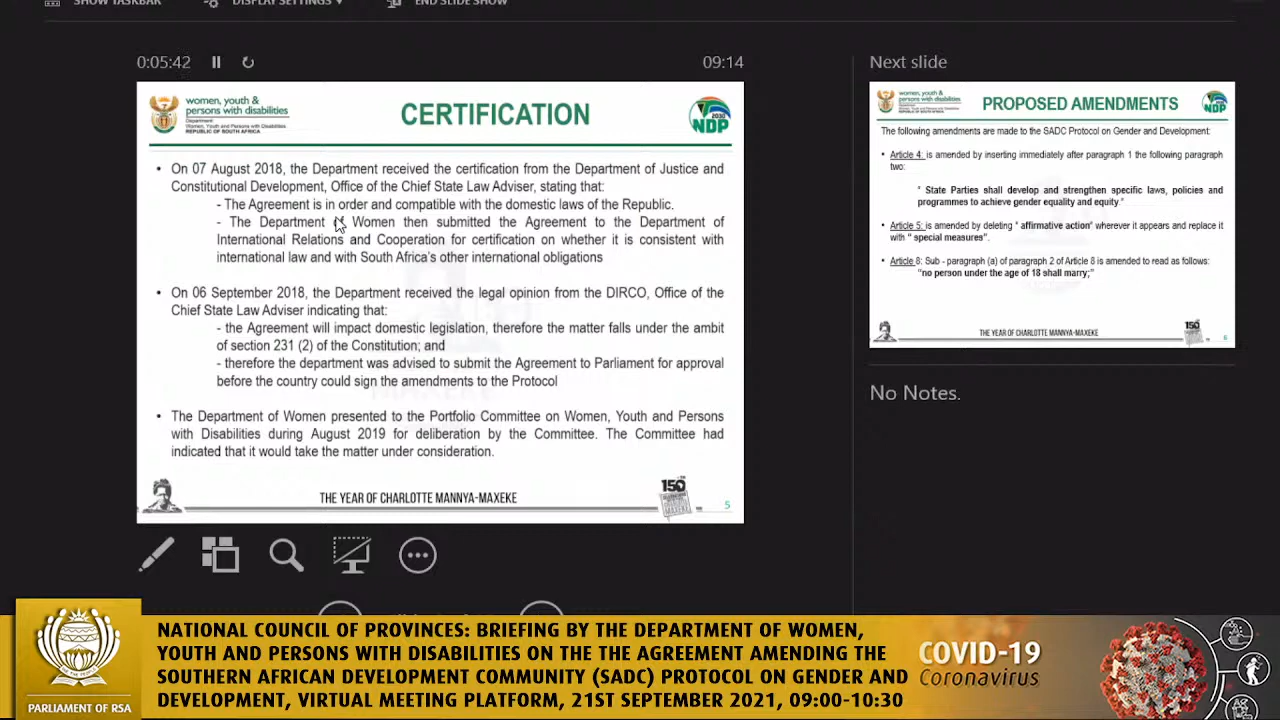 SHOW TASKBAR
DISPLAY SETTINGS
END SLIDE SHOW
0:05:42
09:14
women, youth &
persons with disabilities
Department:
Women, Youth and Persons with Disabilities
REPUBLIC OF SOUTH AFRICA
CERTIFICATION
2030
NDP
• On 07 August 2018, the Department received the certification from the Department of Justice and
Constitutional Development, Office of the Chief State Law Adviser, stating that:
- The Agreement is in order and compatible with the domestic laws of the Republic.
- The Department of Women then submitted the Agreement to the Department of
International Relations and Cooperation for certification on whether it is consistent with
international law and with South Africa's other international obligations
• On 06 September 2018, the Department received the legal opinion from the DIRCO, Office of the
Chief State Law Adviser indicating that:
- the Agreement will impact domestic legislation, therefore the matter falls under the ambit
of section 231 (2) of the Constitution; and
- therefore the department was advised to submit the Agreement to Parliament for approval
before the country could sign the amendments to the Protocol
• The Department of Women presented to the Portfolio Committee on Women, Youth and Persons
with Disabilities during August 2019 for deliberation by the Committee. The Committee had
indicated that it would take the matter under consideration.
THE YEAR OF CHARLOTTE MANNYA-MAXEKE
150
5
Next slide
women, youth &
persons with disabilities
PROPOSED AMENDMENTS
NDP
The following amendments are made to the SADC Protocol on Gender and Development:
• Article 4: is amended by inserting immediately after paragraph 1 the following paragraph
two:
" State Parties shall develop and strengthen specific laws, policies and
programmes to achieve gender equality and equity."
• Article 5: is amended by deleting " affirmative action" wherever it appears and replace it
with " special measures".
• Article 8: Sub - paragraph (a) of paragraph 2 of Article 8 is amended to read as follows:
"no person under the age of 18 shall marry;"
THE YEAR OF CHARLOTTE MANNYA-MAXEKE
150
6
No Notes.
PARLIAMENT OF RSA
NATIONAL COUNCIL OF PROVINCES: BRIEFING BY THE DEPARTMENT OF WOMEN,
YOUTH AND PERSONS WITH DISABILITIES ON THE THE AGREEMENT AMENDING THE
SOUTHERN AFRICAN DEVELOPMENT COMMUNITY (SADC) PROTOCOL ON GENDER AND
DEVELOPMENT, VIRTUAL MEETING PLATFORM, 21ST SEPTEMBER 2021, 09:00-10:30
COVID-19
Coronavirus